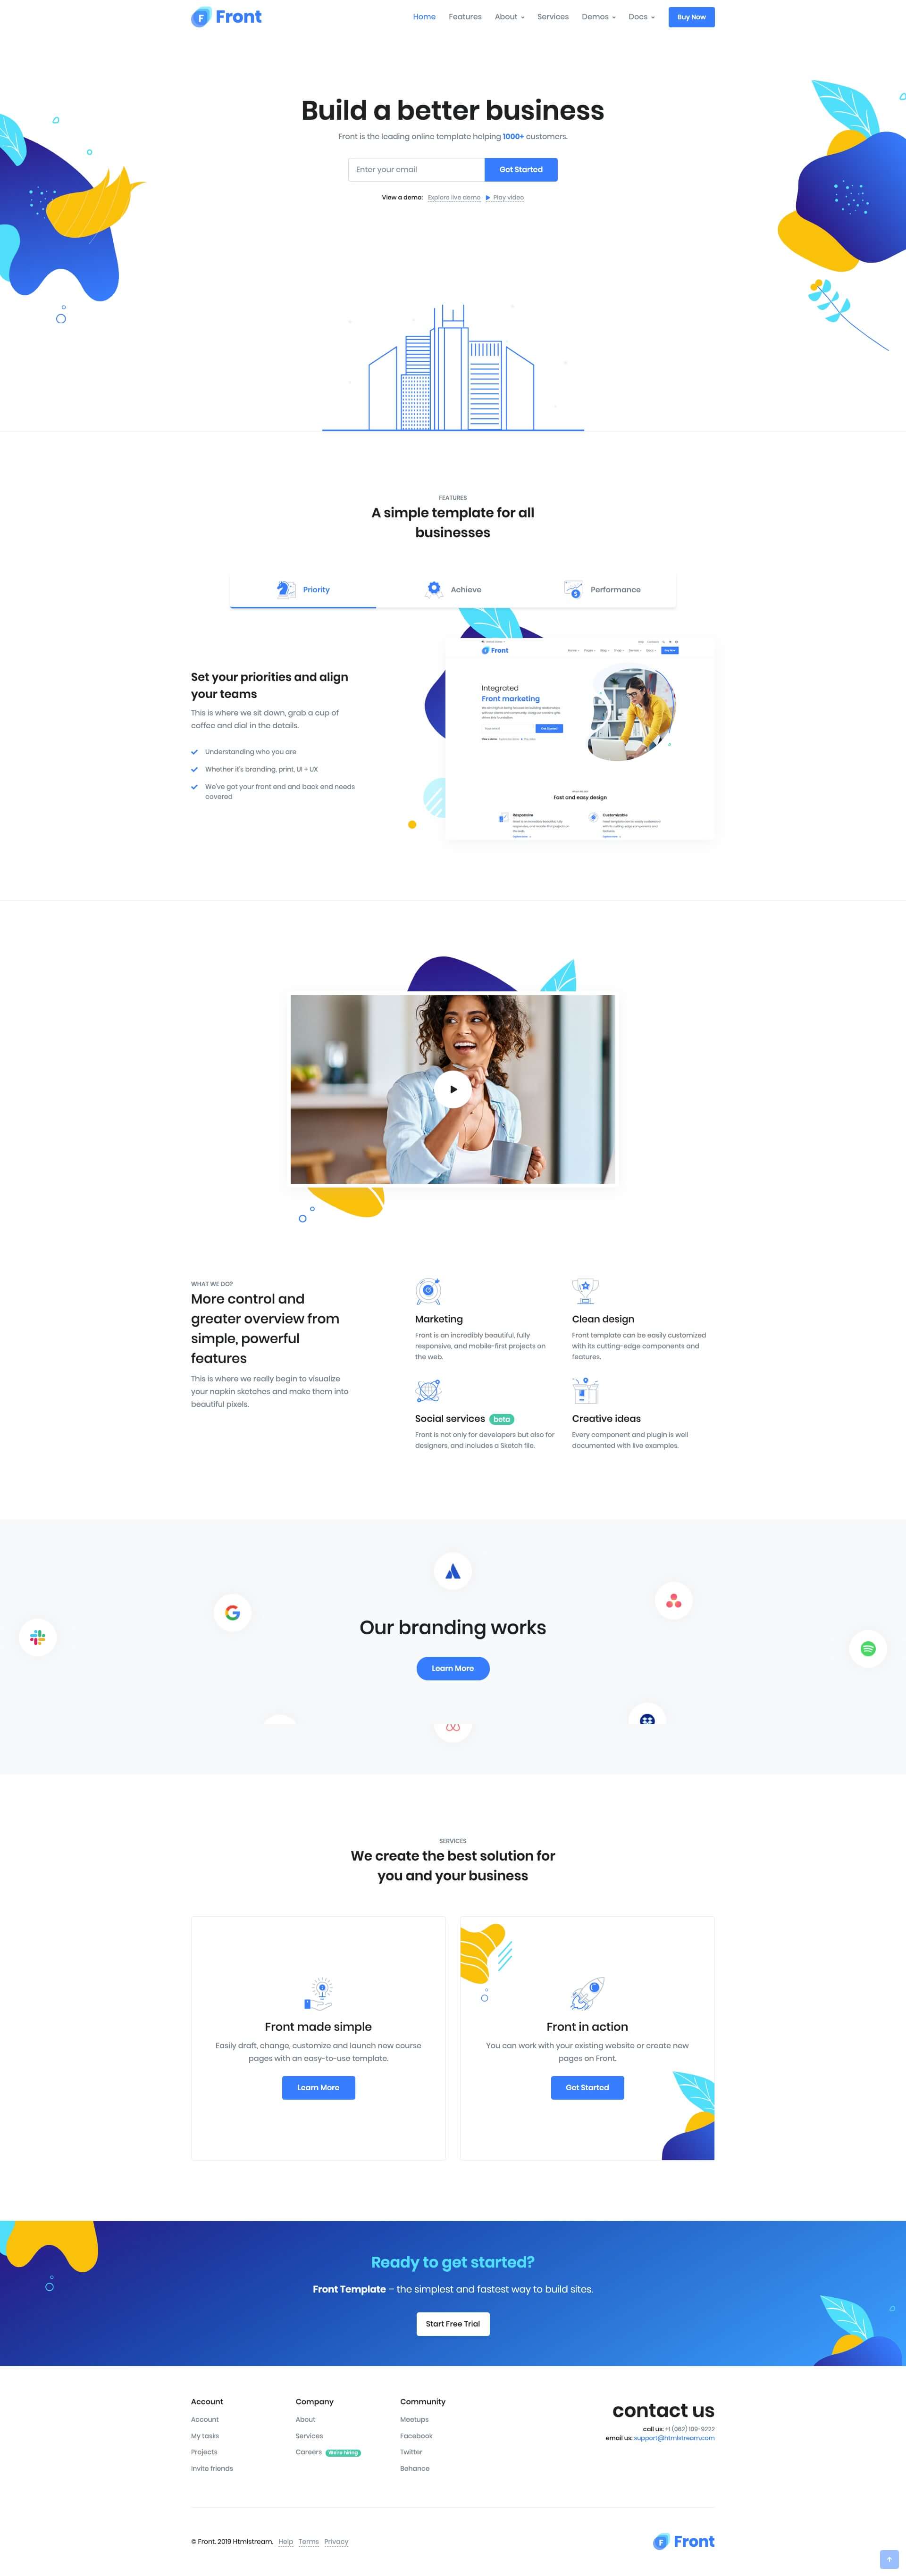 Front
Home Features About Services Demos Docs Buy Now
Build a better business
Front is the leading online template helping 1000+ customers.
Enter your email Get Started
View a demo: Explore live demo Play video
FEATURES
A simple template for all
businesses
Priority Achieve Performance
Set your priorities and align
your teams
This is where we sit down, grab a cup of
coffee and dial in the details.
Understanding who you are
Whether it's branding, print, UI + UX
We've got your front end and back end needs
covered
Front
Integrated
Front marketing
Fast and easy design
Responsive Customizable
WHAT WE DO?
More control and
greater overview from
simple, powerful
features
This is where we really begin to visualize
your napkin sketches and make them into
beautiful pixels.
Marketing
Front is an incredibly beautiful, fully
responsive, and mobile-first projects on
the web.
Clean design
Front template can be easily customized
with its cutting-edge components and
features.
Social services beta
Front is not only for developers but also for
designers, and includes a Sketch file.
Creative ideas
Every component and plugin is well
documented with live examples.
Our branding works
Learn More
SERVICES
We create the best solution for
you and your business
Front made simple
Easily draft, change, customize and launch new course
pages with an easy-to-use template.
Learn More
Front in action
You can work with your existing website or create new
pages on Front.
Get Started
Ready to get started?
Front Template – the simplest and fastest way to build sites.
Start Free Trial
Account
Account
My tasks
Projects
Invite friends
Company
About
Services
Careers We're hiring
Community
Meetups
Facebook
Twitter
Behance
contact us
call us: +1 (062) 109-9222
email us: support@htmlstream.com
© Front. 2019 Htmlstream. Help Terms Privacy
Front